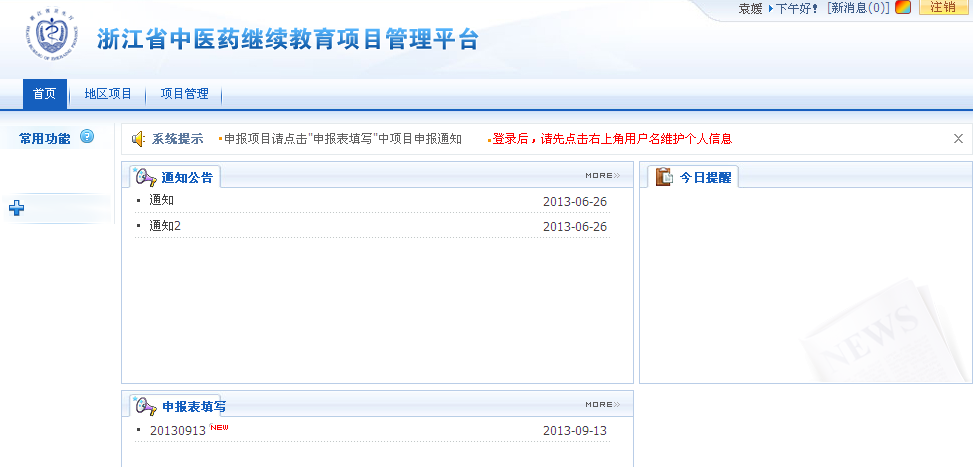 袁媛 下午好! [新消息(0)] 注销
浙江省中医药继续教育项目管理平台
首页 地区项目 项目管理
常用功能 ?
系统提示 申报项目请点击"申报表填写"中项目申报通知 登录后，请先点击右上角用户名维护个人信息
通知公告 MORE
通知 2013-06-26
通知2 2013-06-26
今日提醒
NEWS
申报表填写 MORE
20130913 NEW 2013-09-13